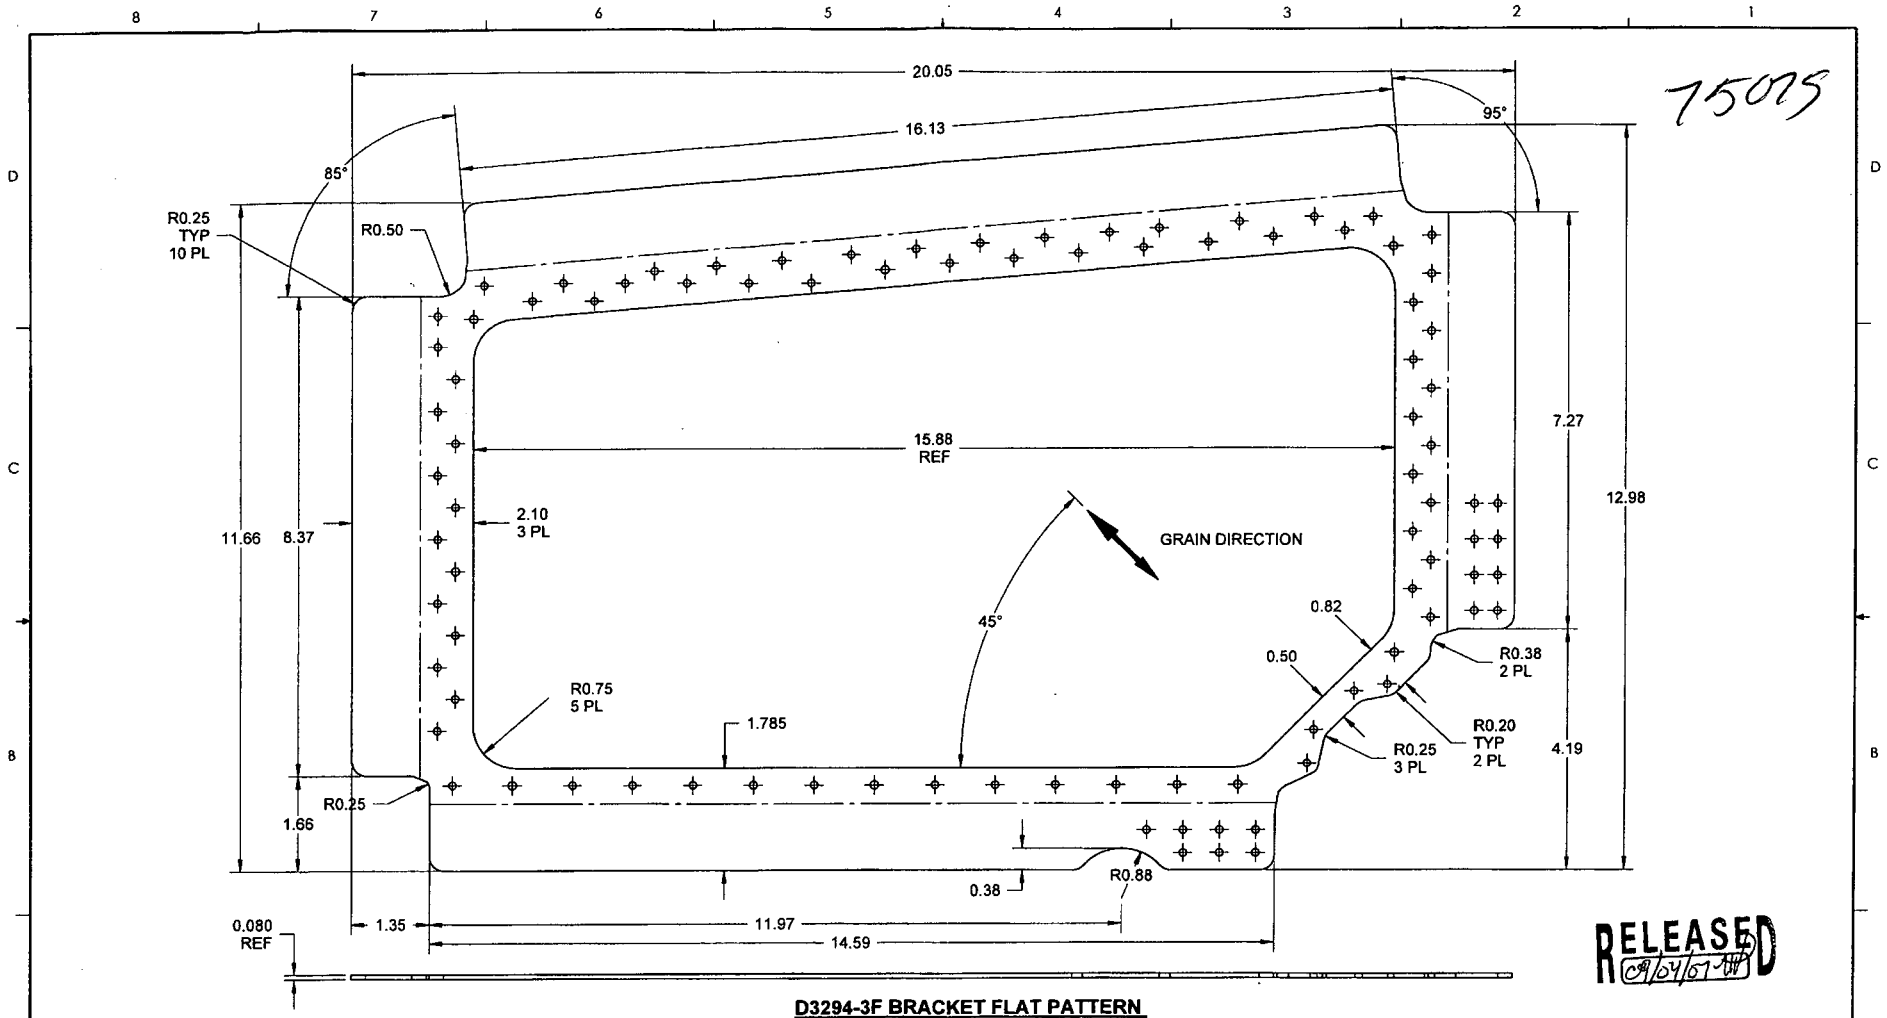 8 7 6 5 4 3 2 1
20.05
75075
95°
16.13
D
85°
D
R0.25
TYP
10 PL
R0.50
15.88
REF
7.27
C
C
12.98
11.66
8.37
2.10
3 PL
GRAIN DIRECTION
0.82
45°
0.50
R0.38
2 PL
R0.75
5 PL
1.785
R0.20
TYP
2 PL
4.19
R0.25
3 PL
B
B
R0.25
1.66
R0.88
0.38
0.080
REF
1.35
11.97
14.59
RELEASED
D3294-3F BRACKET FLAT PATTERN